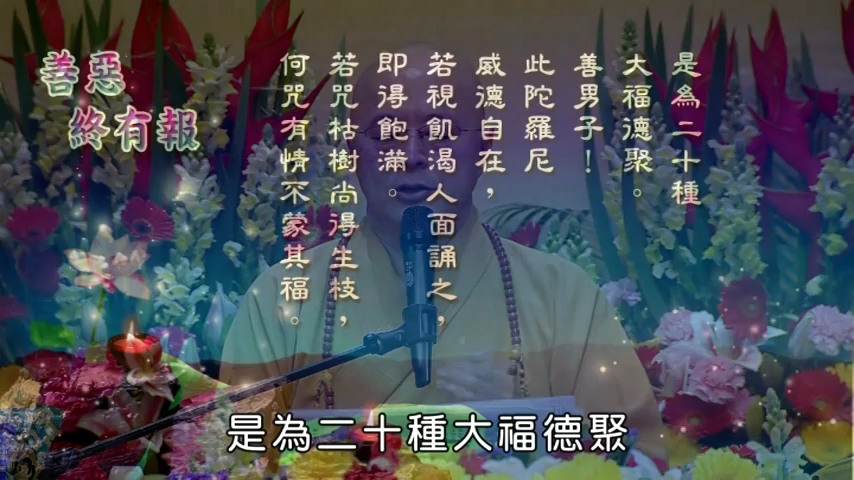 善惡
終有報
是為二十種
大福德聚。
善男子！
此陀羅尼
威德自在，
若視飢渴人面誦之，
即得飽滿。
若咒枯樹尚得生枝，
何咒有情不蒙其福。
是為二十種大福德聚